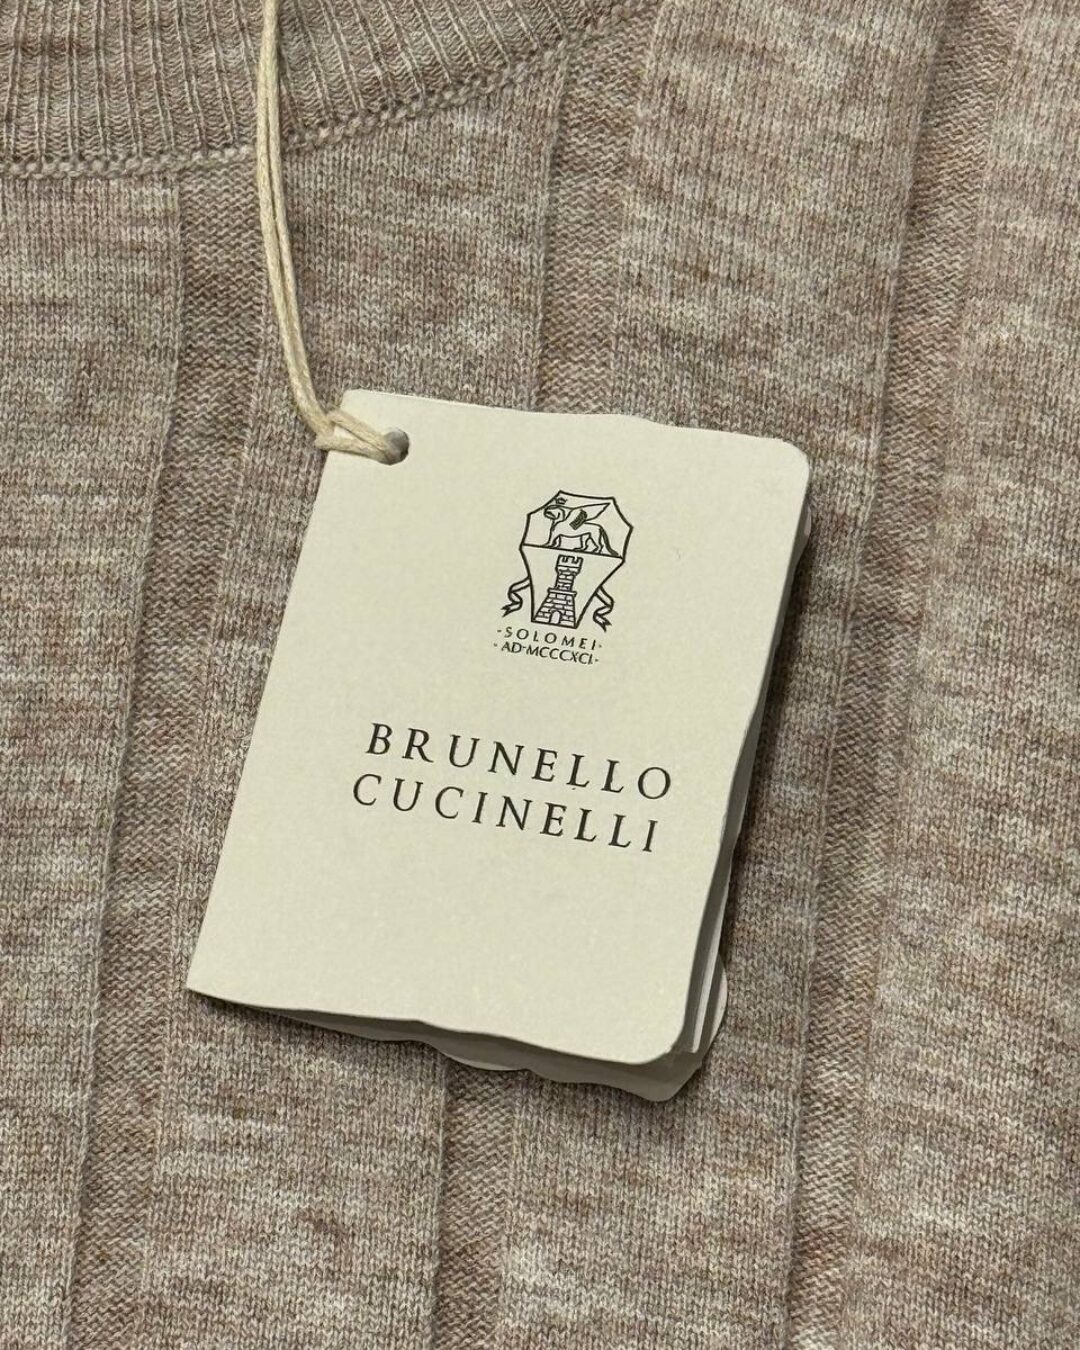 ·SOLOMEI·
·AD·MCCCXCI·
BRUNELLO
CUCINELLI